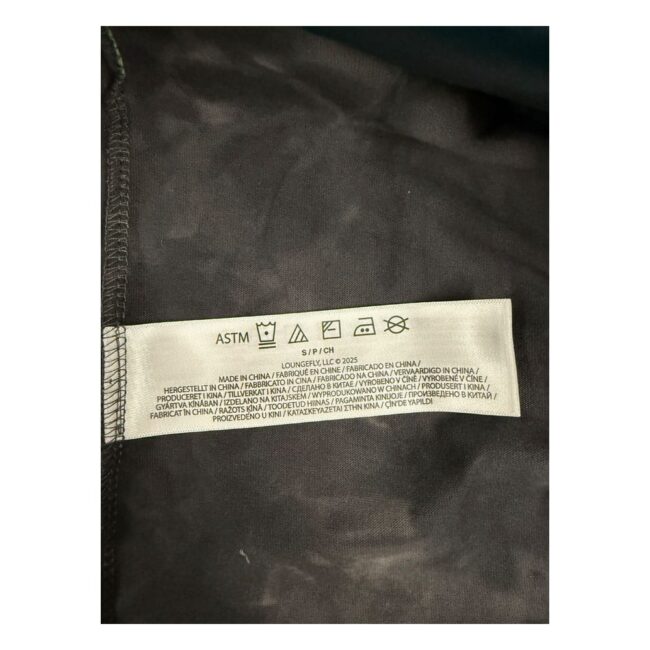 ASTM
S / P / CH
LOUNGEFLY, LLC © 2025
MADE IN CHINA / FABRIQUÉ EN CHINE / FABRICADO EN CHINA /
HERGESTELLT IN CHINA / FABBRICATO IN CINA / FABRICADO NA CHINA / VERVAARDIGD IN CHINA /
PRODUCERET I KINA / TILLVERKAT I KINA / СДЕЛАНО В КИТАЕ / VYROBENO V ČÍNĚ / VYROBENÉ V ČÍNE /
GYÁRTVA KÍNÁBAN / IZDELANO NA KITAJSKEM / WYPRODUKOWANO W CHINACH / PRODUSERT I KINA /
FABRICAT ÎN CHINA / RAŽOTS ĶĪNĀ / TOODETUD HIINAS / PAGAMINTA KINIJOJE / ПРОИЗВЕДЕНО В КИТАЙ /
PROIZVEDENO U KINI / ΚΑΤΑΣΚΕΥΑΖΕΤΑΙ ΣΤΗΝ ΚΙΝΑ / ÇİN'DE YAPILDI